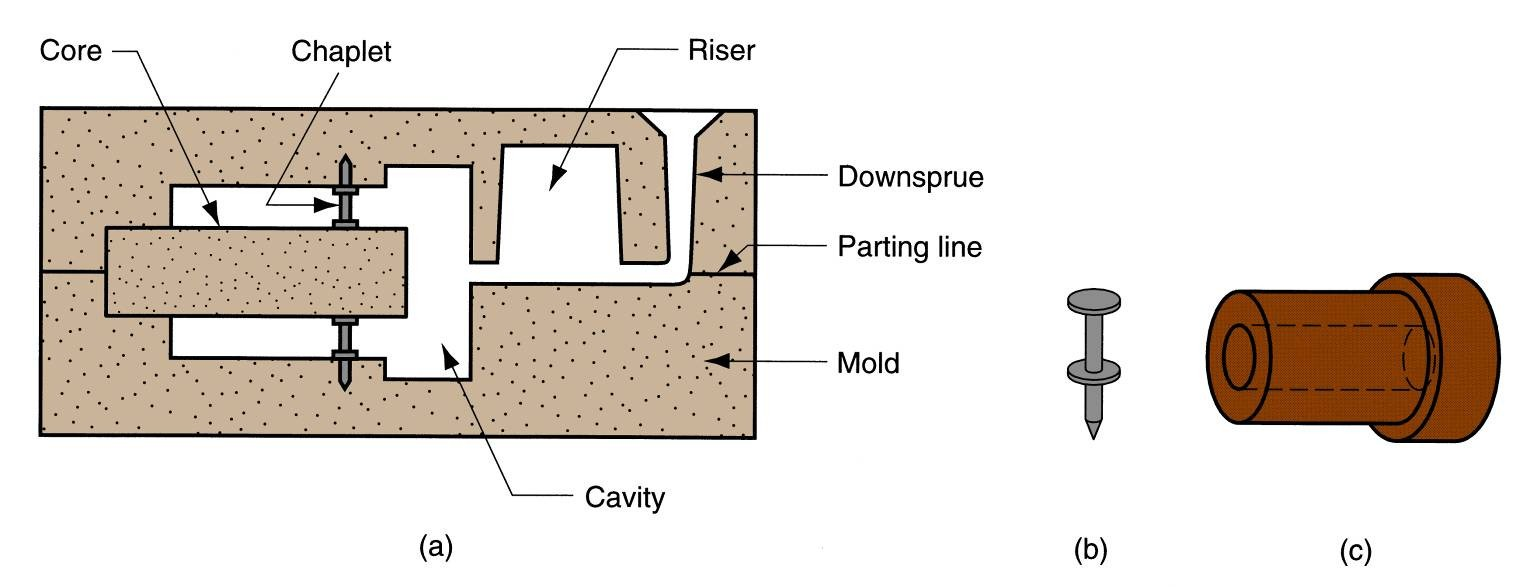 Core
Chaplet
Riser
Downsprue
Parting line
Mold
Cavity
(a)
(b)
(c)